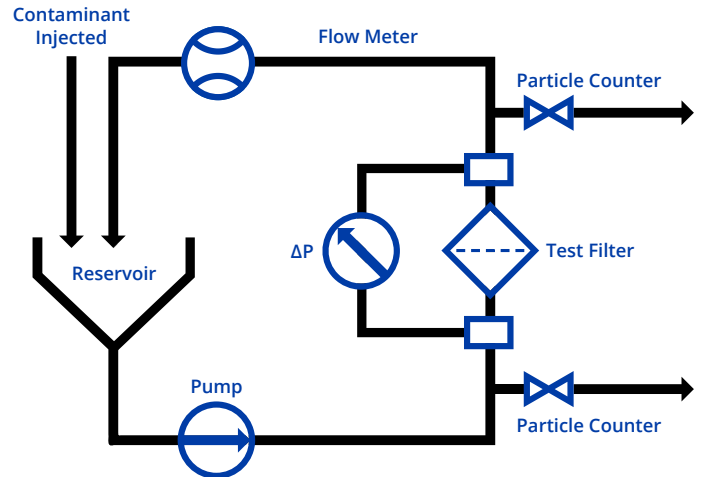 Contaminant
Injected
Flow Meter
Particle Counter
Reservoir
ΔP
Test Filter
Pump
Particle Counter